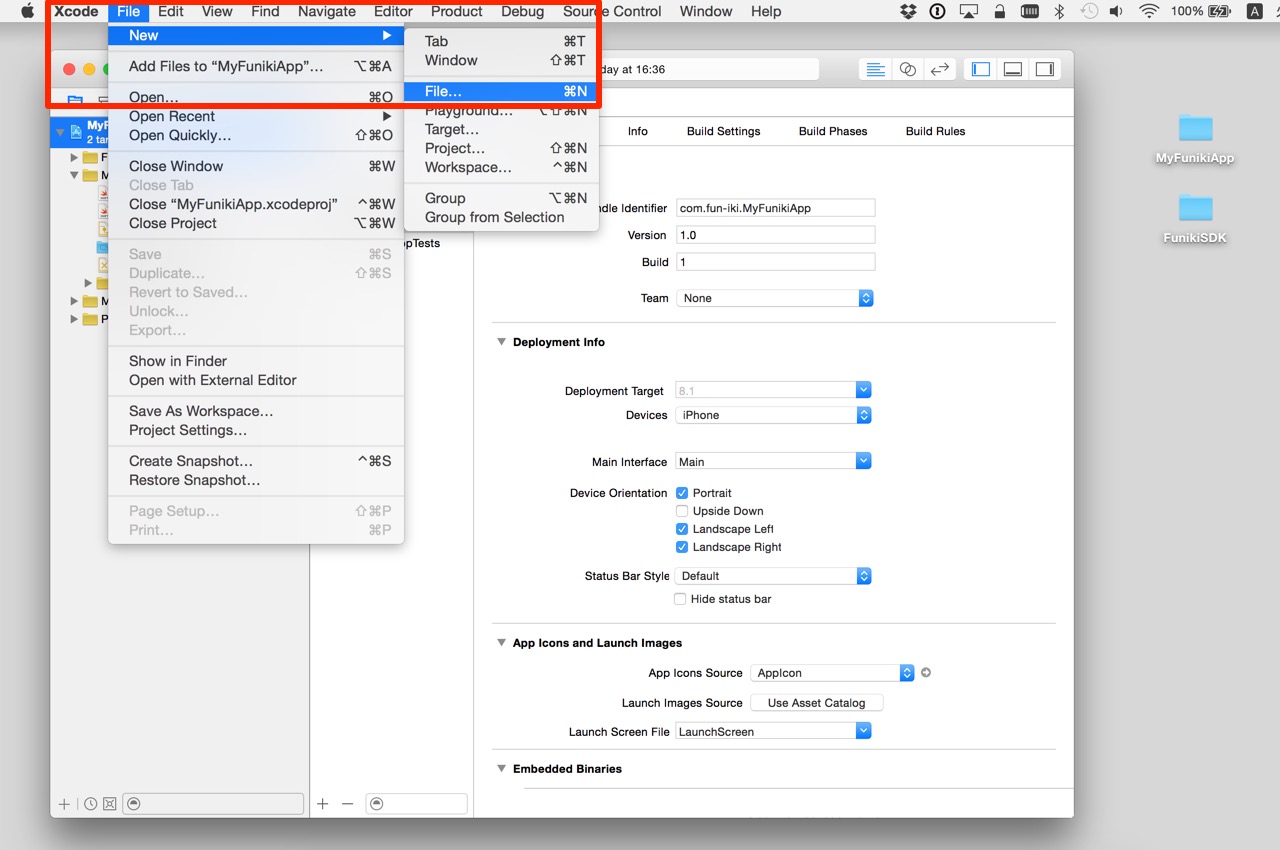 Xcode File Edit View Find Navigate Editor Product Debug Source Control Window Help 100% A
New
Add Files to “MyFunikiApp”… ⌥⌘A
Open… ⌘O
Open Recent
Open Quickly… ⇧⌘O
Close Window ⌘W
Close Tab
Close “MyFunikiApp.xcodeproj” ^⌘W
Close Project ⌥⌘W
Save ⌘S
Duplicate… ⇧⌘S
Revert to Saved…
Unlock…
Export…
Show in Finder
Open with External Editor
Save As Workspace…
Project Settings…
Create Snapshot… ^⌘S
Restore Snapshot…
Page Setup… ⇧⌘P
Print… ⌘P
Tab ⌘T
Window ⇧⌘T
File… ⌘N
Playground… ⌥⇧⌘N
Target…
Project… ⇧⌘N
Workspace… ^⌘N
Group ⌥⌘N
Group from Selection
day at 16:36
2 tar
ppTests
Info Build Settings Build Phases Build Rules
ndle Identifier com.fun-iki.MyFunikiApp
Version 1.0
Build 1
Team None
Deployment Info
Deployment Target 8.1
Devices iPhone
Main Interface Main
Device Orientation Portrait
Upside Down
Landscape Left
Landscape Right
Status Bar Style Default
Hide status bar
App Icons and Launch Images
App Icons Source AppIcon
Launch Images Source Use Asset Catalog
Launch Screen File LaunchScreen
Embedded Binaries
MyFunikiApp
FunikiSDK